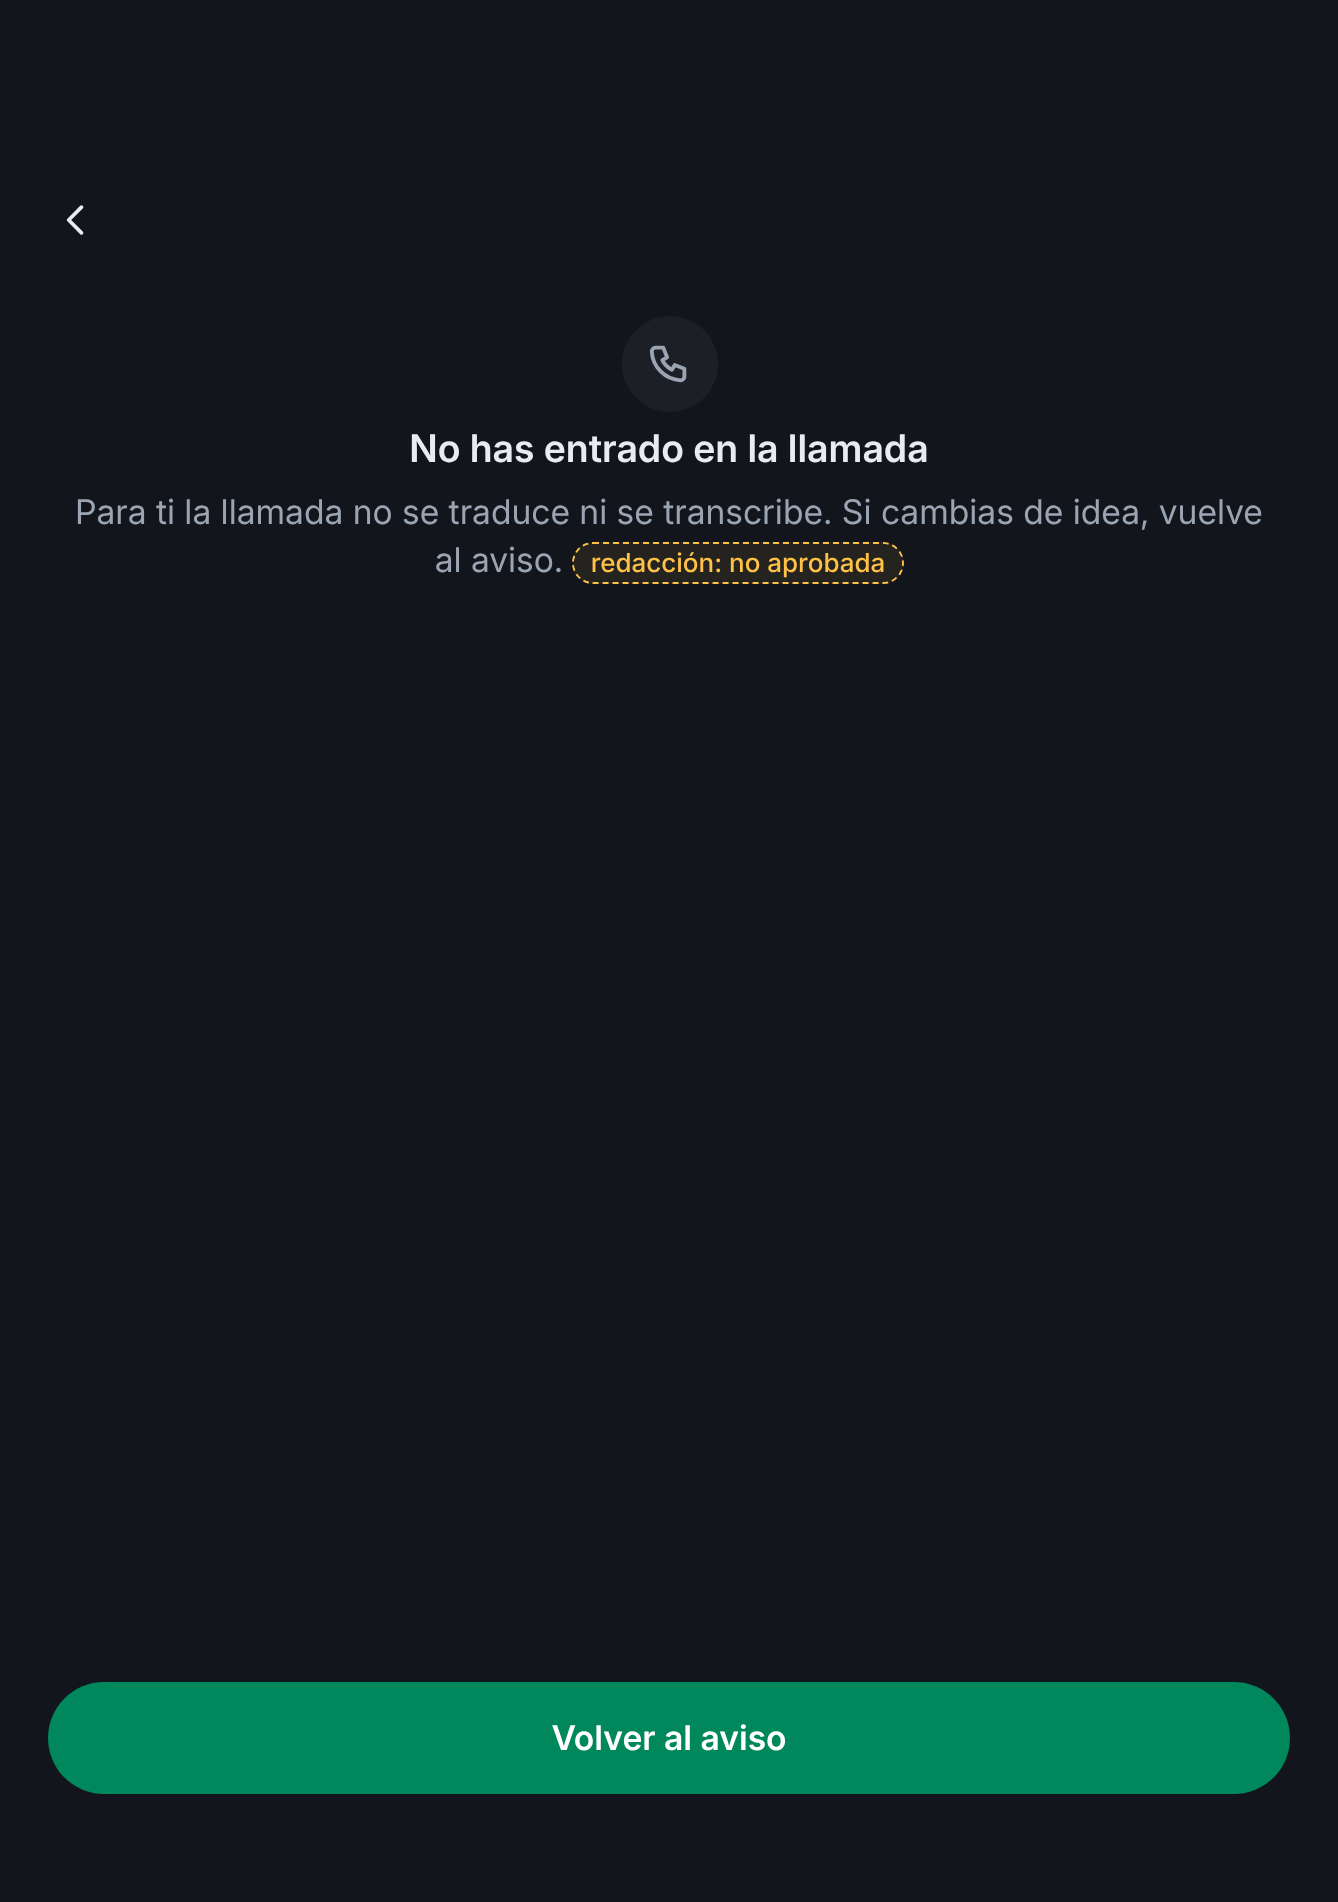 No has entrado en la llamada
Para ti la llamada no se traduce ni se transcribe. Si cambias de idea, vuelve
al aviso. redacción: no aprobada
Volver al aviso